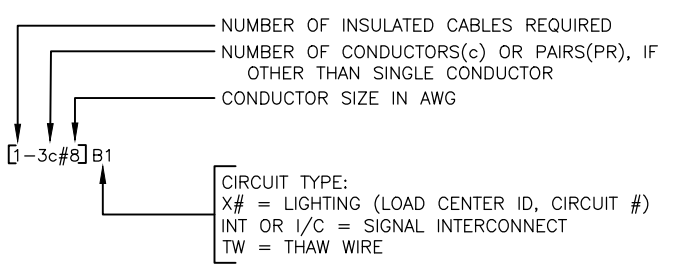 NUMBER OF INSULATED CABLES REQUIRED
NUMBER OF CONDUCTORS(c) OR PAIRS(PR), IF
OTHER THAN SINGLE CONDUCTOR
CONDUCTOR SIZE IN AWG
[1-3c#8]B1
CIRCUIT TYPE:
X# = LIGHTING (LOAD CENTER ID, CIRCUIT #)
INT OR I/C = SIGNAL INTERCONNECT
TW = THAW WIRE